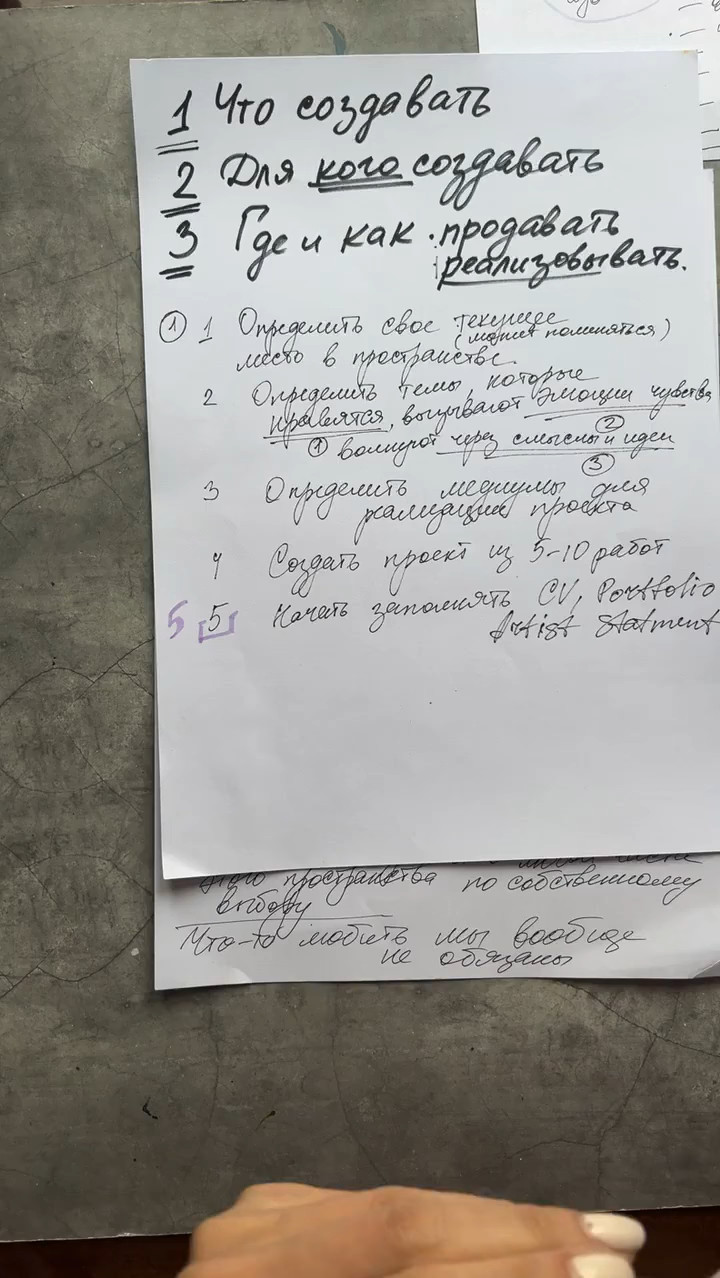 1 Что создавать
2 Для кого создавать
3 Где и как • продавать
реализовывать.
① 1 Определить свое текущее
(может поменяться)
место в пространстве
2 Определить темы, которые
нравятся, вызывают эмоции чувства
① волнуют через смыслы и идеи ②
③
3 Определить медиумы для
реализации проекта
4 Создать проект из 5-10 работ
5 5 Начать заполнять CV, Portfolio
Artist Statment
этого пространства по собственному
выбору
Что-то любить мы вообще
не обязаны